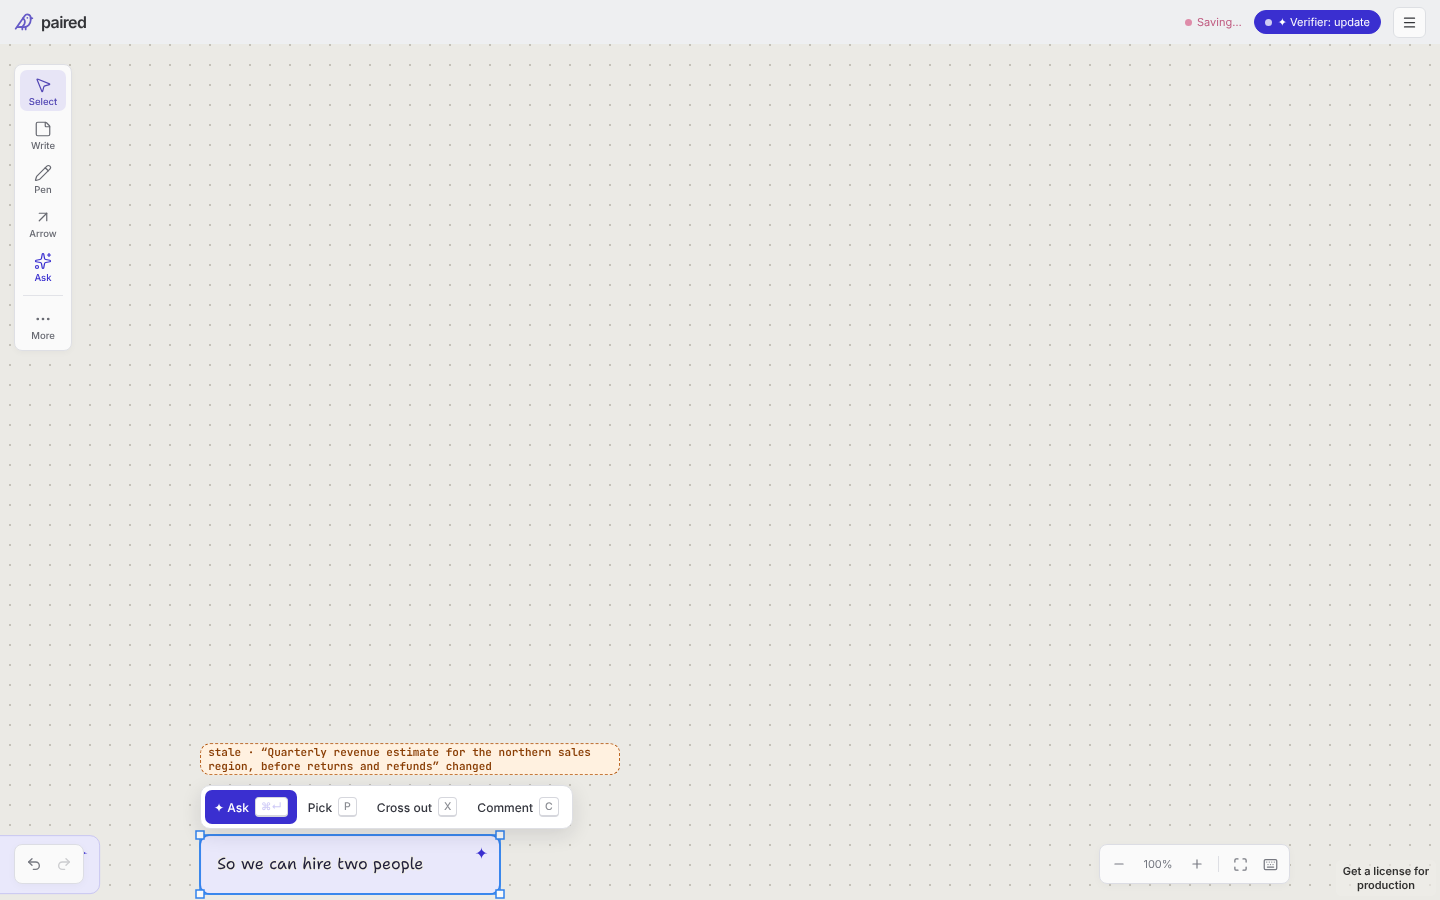 paired
Saving...
✦ Verifier: update
Select
Write
Pen
Arrow
Ask
More
stale · “Quarterly revenue estimate for the northern sales
region, before returns and refunds” changed
✦ Ask ⌘↵ Pick P Cross out X Comment C
So we can hire two people
100%
Get a license for
production